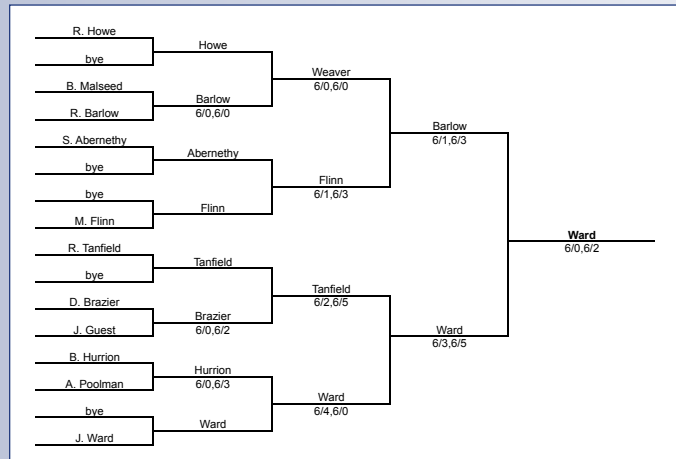 R. Howe
bye
B. Malseed
R. Barlow
S. Abernethy
bye
bye
M. Flinn
R. Tanfield
bye
D. Brazier
J. Guest
B. Hurrion
A. Poolman
bye
J. Ward
Howe
Barlow
6/0,6/0
Abernethy
Flinn
Tanfield
Brazier
6/0,6/2
Hurrion
6/0,6/3
Ward
Weaver
6/0,6/0
Flinn
6/1,6/3
Tanfield
6/2,6/5
Ward
6/4,6/0
Barlow
6/1,6/3
Ward
6/3,6/5
Ward
6/0,6/2